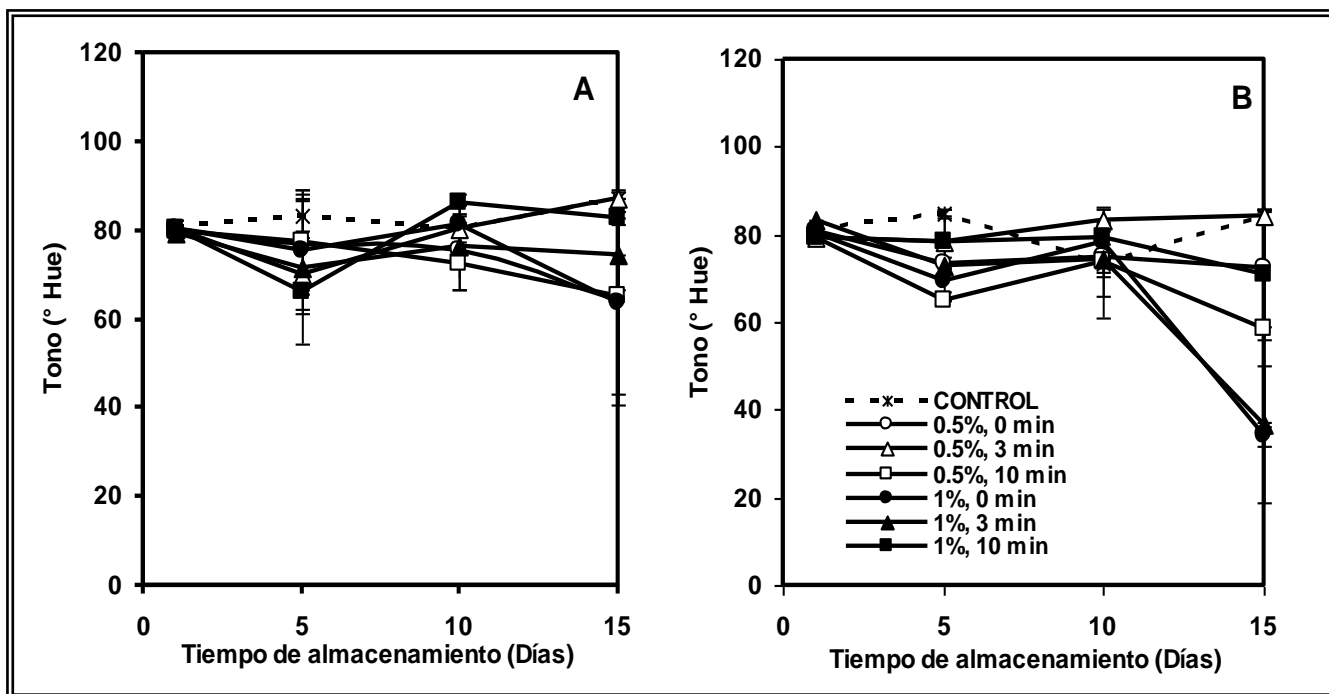 A
120
100
80
60
40
20
0
Tono (° Hue)
0 5 10 15
Tiempo de almacenamiento (Días)
B
120
100
80
60
40
20
0
Tono (° Hue)
CONTROL
0.5%, 0 min
0.5%, 3 min
0.5%, 10 min
1%, 0 min
1%, 3 min
1%, 10 min
0 5 10 15
Tiempo de almacenamiento (Días)